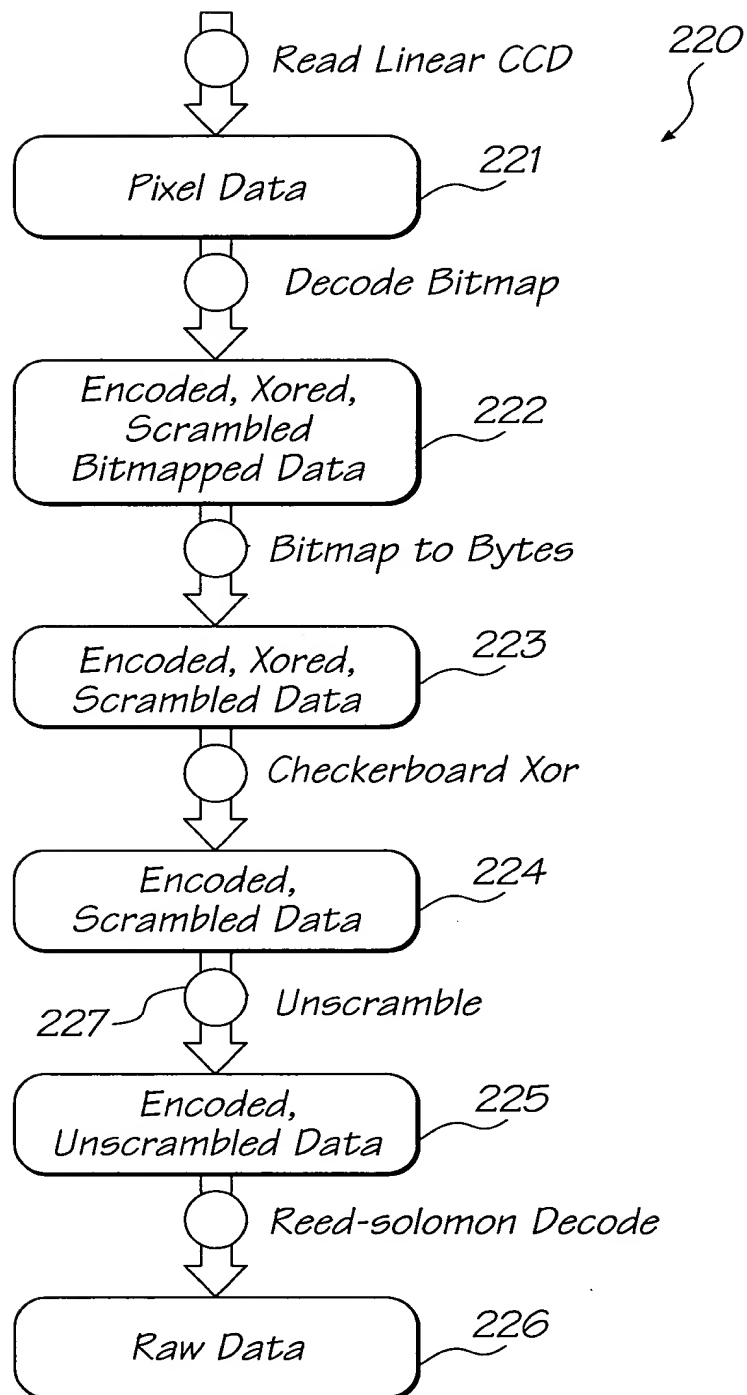 Read Linear CCD
220
Pixel Data
221
Decode Bitmap
Encoded, Xored,
Scrambled
Bitmapped Data
222
Bitmap to Bytes
Encoded, Xored,
Scrambled Data
223
Checkerboard Xor
Encoded,
Scrambled Data
224
227
Unscramble
Encoded,
Unscrambled Data
225
Reed-solomon Decode
Raw Data
226